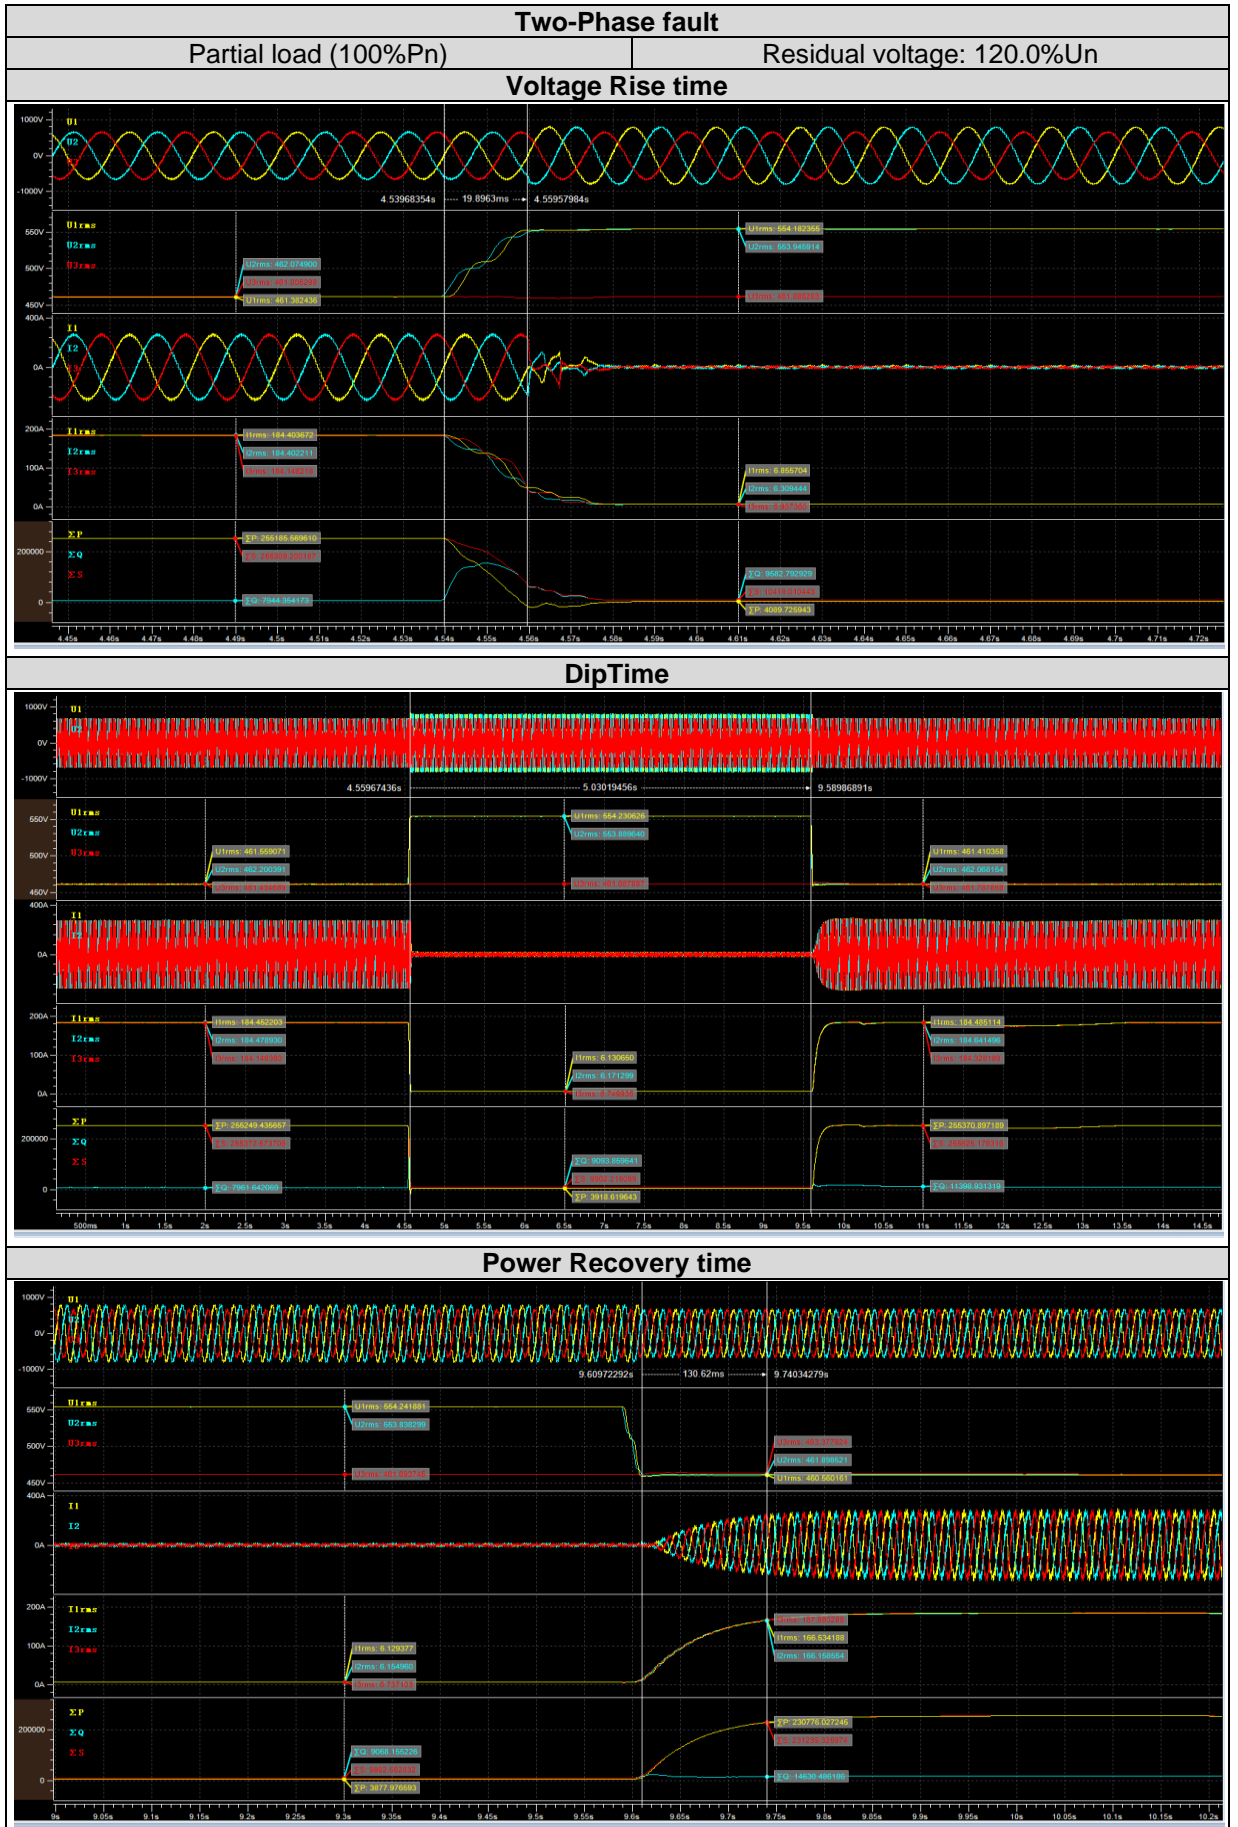 Two-Phase fault
Partial load (100%Pn)
Residual voltage: 120.0%Un
Voltage Rise time
1000V
0V
-1000V
U1
U2
4.53968354s
19.8963ms
4.55957984s
550V
500V
450V
U1rms
U2rms
U3rms
U2rms: 462.074900
U1rms: 461.382436
U1rms: 554.182355
U2rms: 553.945914
400A
0A
I1
I2
I3
200A
100A
0A
I1rms
I2rms
I3rms
I1rms: 184.403672
I2rms: 184.402211
I1rms: 6.855704
I2rms: 6.309444
200000
0
ΣP
ΣQ
ΣS
ΣP: 255185.569610
ΣQ: 7944.354173
ΣQ: 9682.792929
ΣP: 4089.725943
4.45s 4.46s 4.47s 4.48s 4.49s 4.5s 4.51s 4.52s 4.53s 4.54s 4.55s 4.56s 4.57s 4.58s 4.59s 4.6s 4.61s 4.62s 4.63s 4.64s 4.65s 4.66s 4.67s 4.68s 4.69s 4.7s 4.71s 4.72s
DipTime
1000V
0V
-1000V
U1
4.55967436s
5.03019456s
9.58986891s
550V
500V
450V
U1rms
U2rms
U3rms
U1rms: 461.559071
U2rms: 462.200391
U1rms: 554.230626
U2rms: 553.889640
U1rms: 461.410368
U2rms: 462.068154
400A
0A
I1
200A
100A
0A
I1rms
I2rms
I3rms
I1rms: 184.462203
I2rms: 184.478930
I1rms: 6.130650
I2rms: 6.171299
I1rms: 184.485114
I2rms: 184.641496
200000
0
ΣP
ΣQ
ΣS
ΣP: 255249.435667
ΣQ: 7961.642069
ΣQ: 9093.859641
ΣP: 3918.619643
ΣP: 255370.897189
ΣQ: 11398.931319
500ms 1s 1.5s 2s 2.5s 3s 3.5s 4s 4.5s 5s 5.5s 6s 6.5s 7s 7.5s 8s 8.5s 9s 9.5s 10s 10.5s 11s 11.5s 12s 12.5s 13s 13.5s 14s 14.5s
Power Recovery time
1000V
0V
-1000V
U1
9.60972292s
130.62ms
9.74034279s
550V
500V
450V
U1rms
U2rms
U3rms
U1rms: 554.241881
U2rms: 553.838299
U2rms: 461.898521
U1rms: 460.560161
400A
0A
I1
I2
200A
100A
0A
I1rms
I2rms
I3rms
I1rms: 6.129377
I2rms: 6.154960
I1rms: 166.534188
I2rms: 166.158554
200000
0
ΣP
ΣQ
ΣS
ΣQ: 9068.156226
ΣP: 3877.976593
ΣP: 230776.027245
ΣQ: 14630.486186
9s 9.05s 9.1s 9.15s 9.2s 9.25s 9.3s 9.35s 9.4s 9.45s 9.5s 9.55s 9.6s 9.65s 9.7s 9.75s 9.8s 9.85s 9.9s 9.95s 10s 10.05s 10.1s 10.15s 10.2s